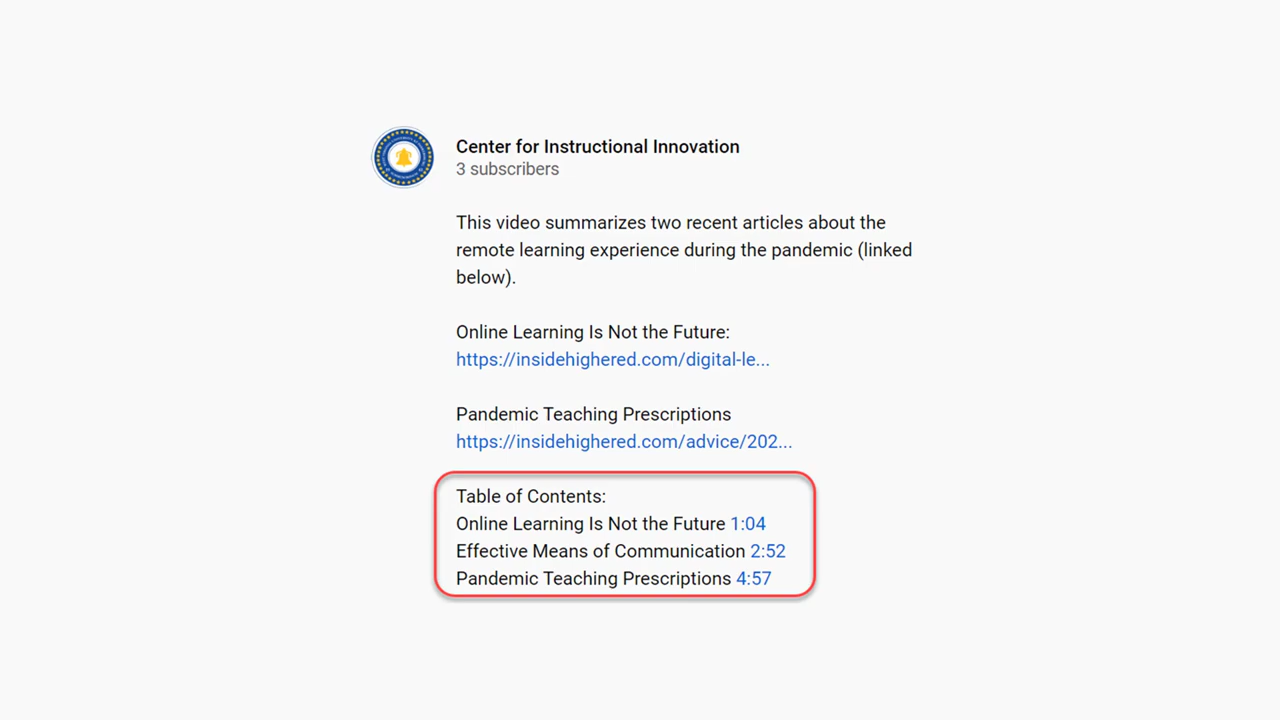 Center for Instructional Innovation
3 subscribers
This video summarizes two recent articles about the
remote learning experience during the pandemic (linked
below).
Online Learning Is Not the Future:
https://insidehighered.com/digital-le...
Pandemic Teaching Prescriptions
https://insidehighered.com/advice/202...
Table of Contents:
Online Learning Is Not the Future 1:04
Effective Means of Communication 2:52
Pandemic Teaching Prescriptions 4:57